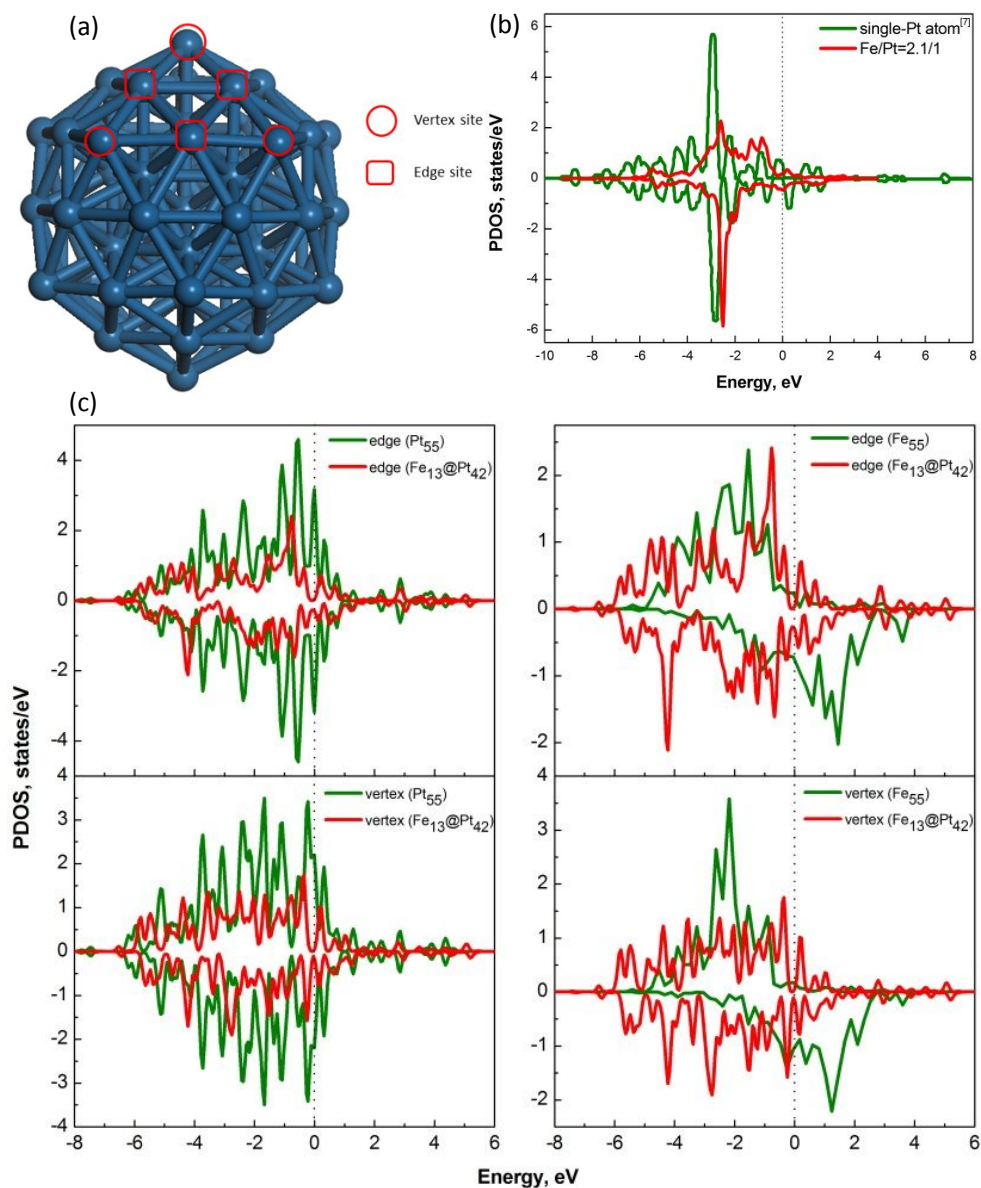 (a)
Vertex site
Edge site
(b)
single-Pt atom[7]
Fe/Pt=2.1/1
PDOS, states/eV
6
4
2
0
-2
-4
-6
-10 -8 -6 -4 -2 0 2 4 6 8
Energy, eV
(c)
edge (Pt55)
edge (Fe13@Pt42)
4
2
0
-2
4
edge (Fe55)
edge (Fe13@Pt42)
2
1
0
-1
-2
4
PDOS, states/eV
vertex (Pt55)
vertex (Fe13@Pt42)
3
2
1
0
-1
-2
-3
-4
-8 -6 -4 -2 0 2 4 6
vertex (Fe55)
vertex (Fe13@Pt42)
3
2
1
0
-1
-2
-8 -6 -4 -2 0 2 4 6
Energy, eV